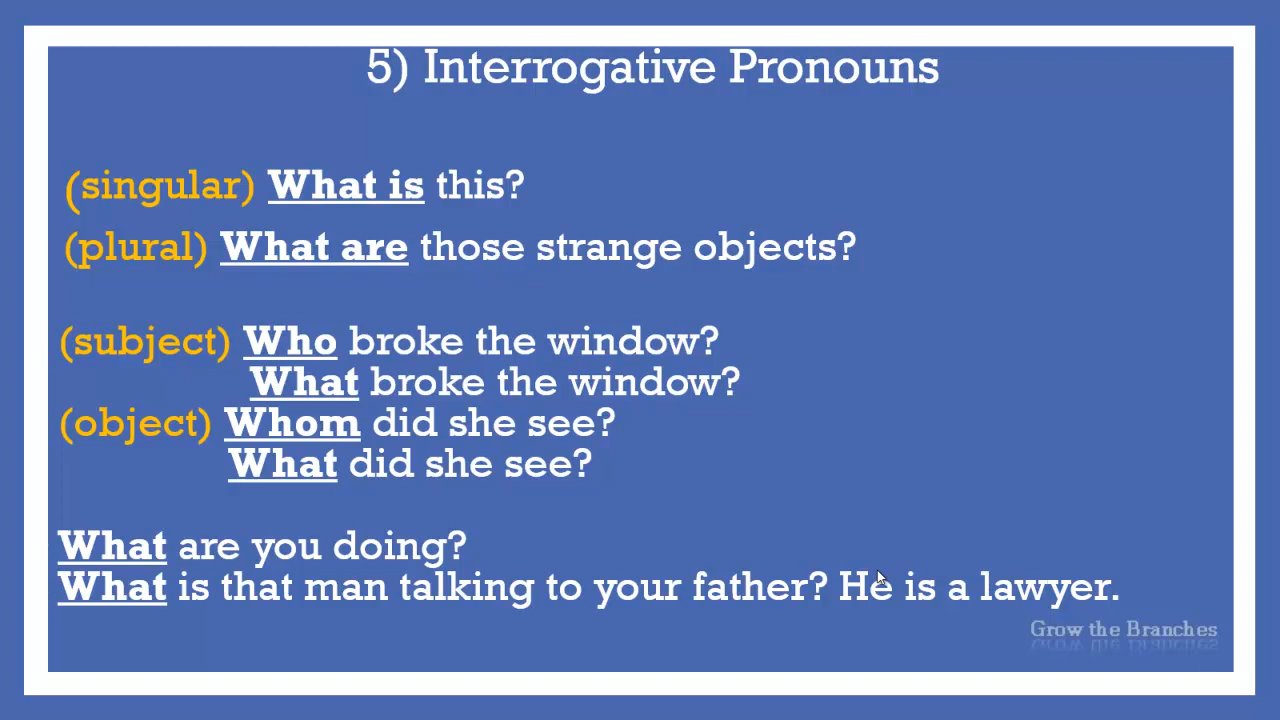 5) Interrogative Pronouns
(singular) What is this?
(plural) What are those strange objects?
(subject) Who broke the window?
What broke the window?
(object) Whom did she see?
What did she see?
What are you doing?
What is that man talking to your father? He is a lawyer.
Grow the Branches